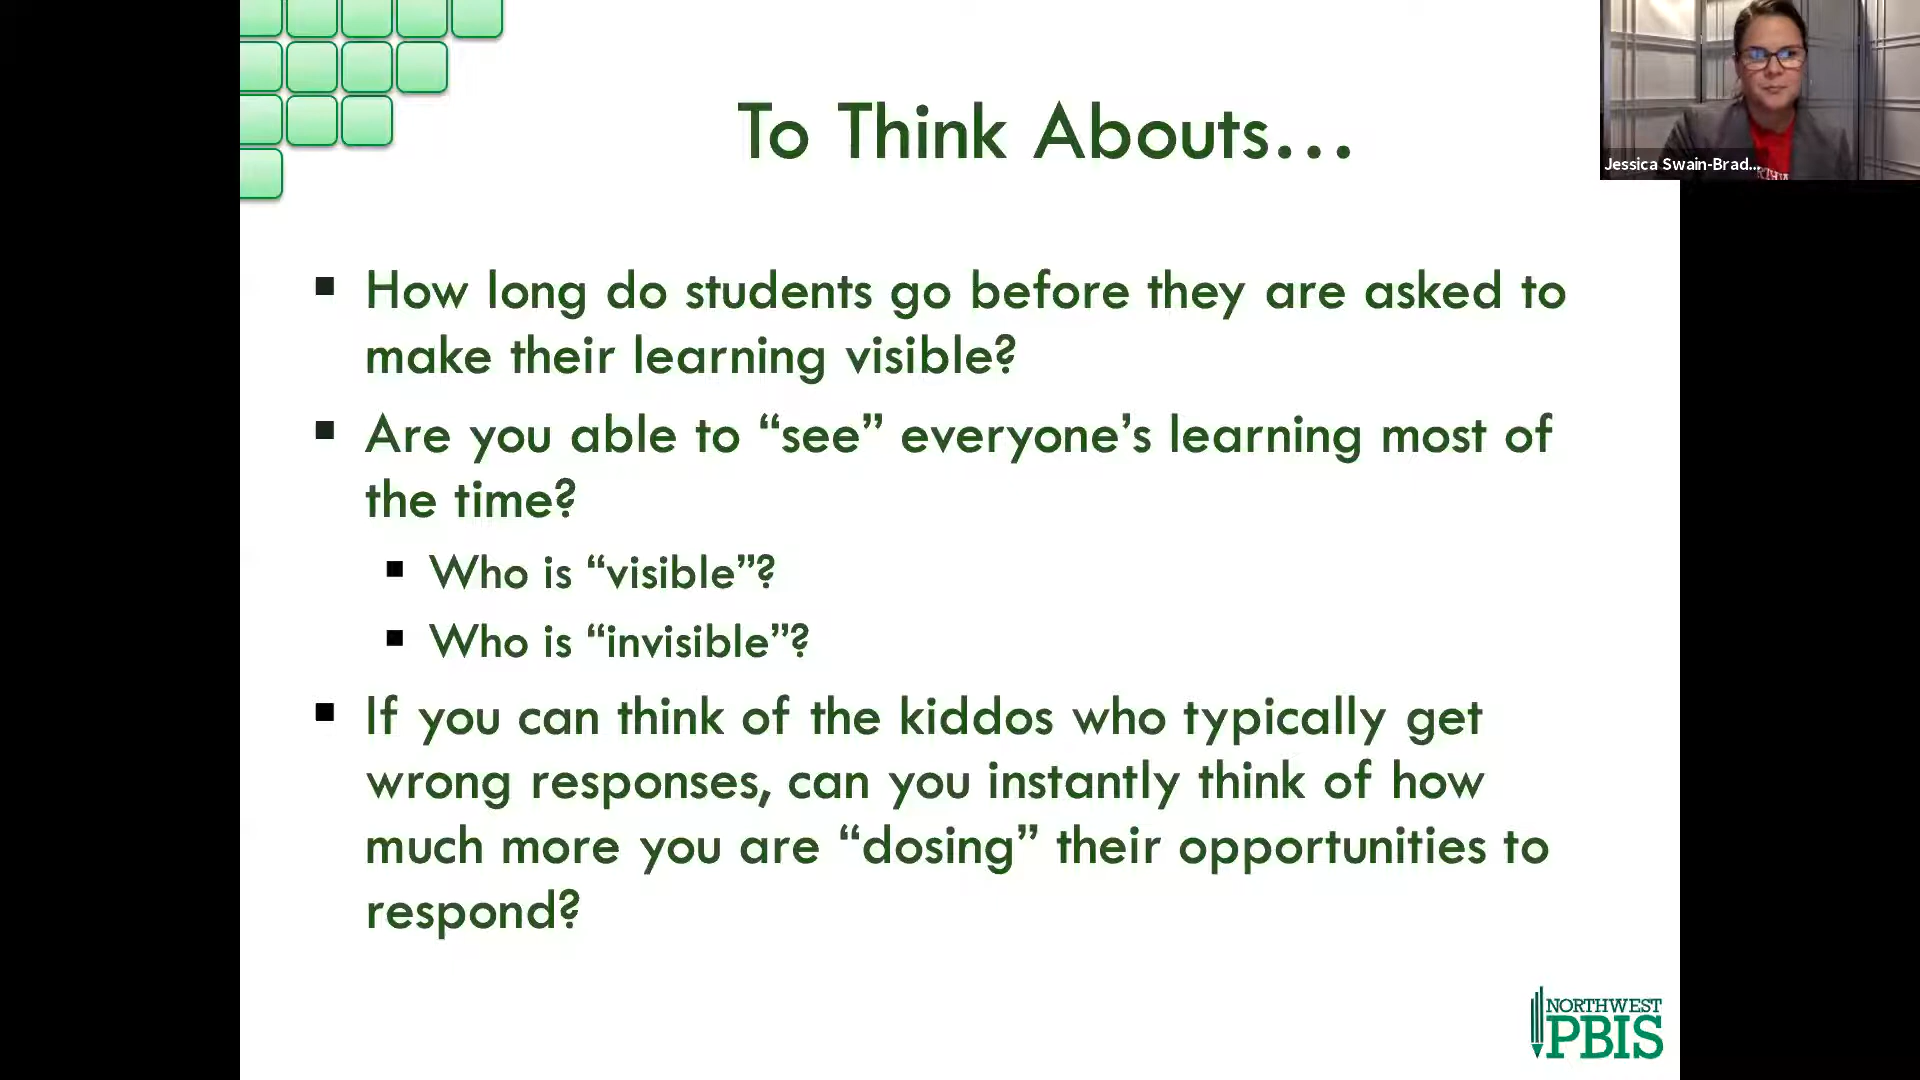 To Think Abouts...
Jessica Swain-Brad...
▪ How long do students go before they are asked to
make their learning visible?
▪ Are you able to “see” everyone’s learning most of
the time?
▪ Who is “visible”?
▪ Who is “invisible”?
▪ If you can think of the kiddos who typically get
wrong responses, can you instantly think of how
much more you are “dosing” their opportunities to
respond?
NORTHWEST
PBIS